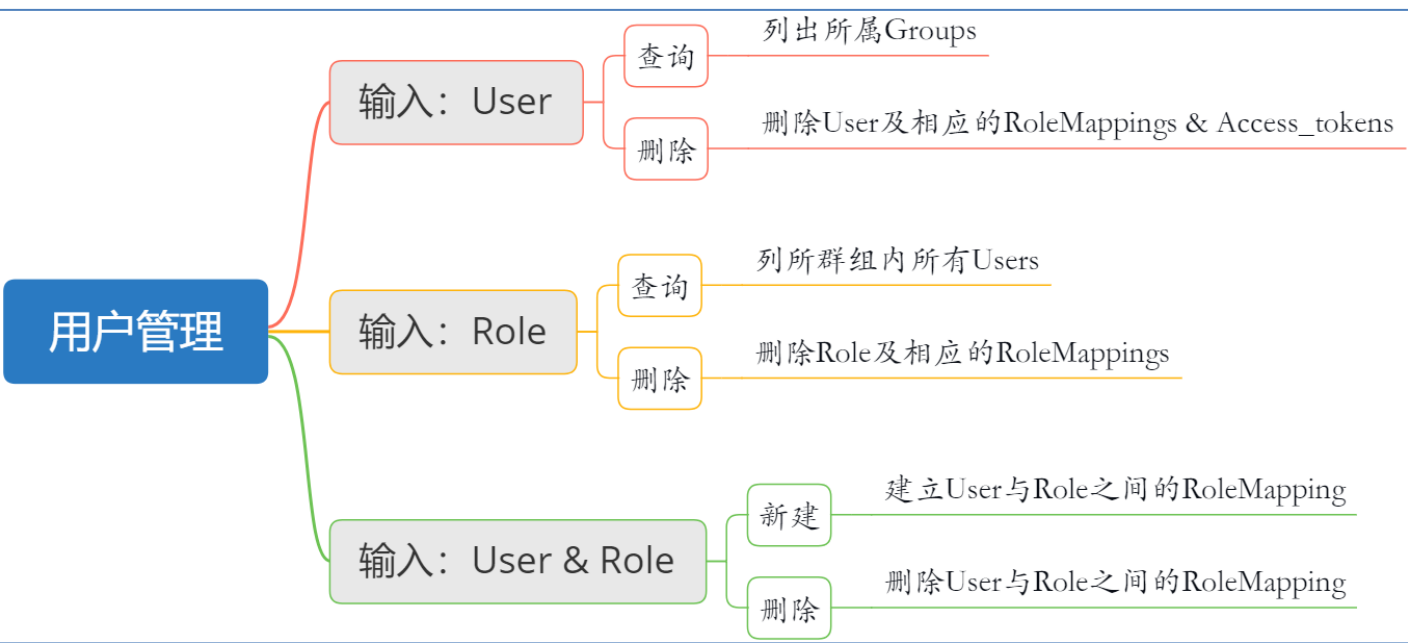 用户管理
输入：User
查询
列出所属Groups
删除
删除User及相应的RoleMappings & Access_tokens
输入：Role
查询
列所群组内所有Users
删除
删除Role及相应的RoleMappings
输入：User & Role
新建
建立User与Role之间的RoleMapping
删除
删除User与Role之间的RoleMapping